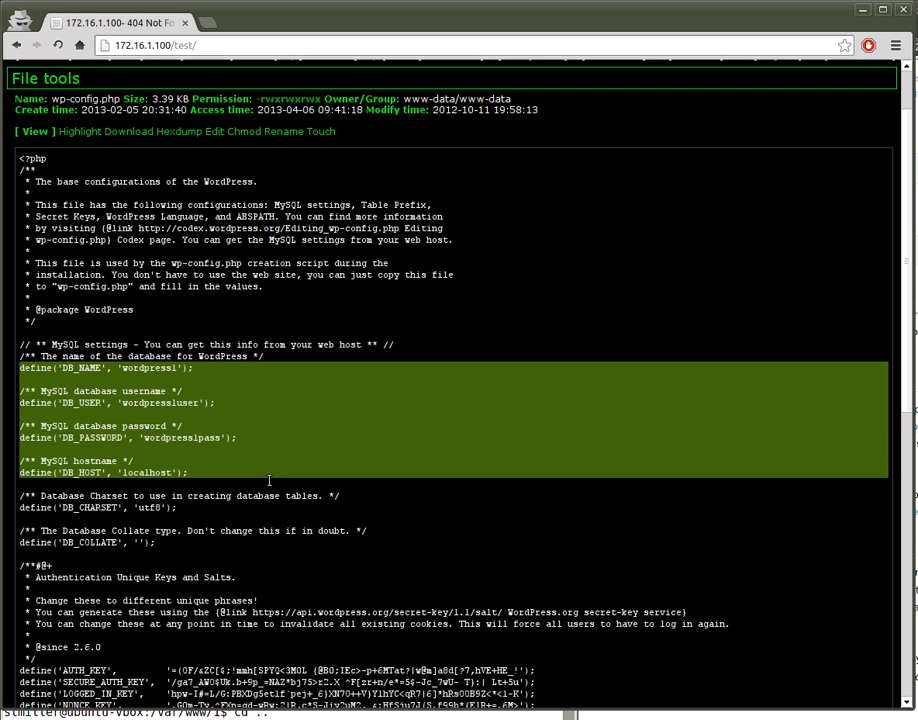 172.16.1.100- 404 Not Fo
172.16.1.100/test/
File tools
Name: wp-config.php Size: 3.39 KB Permission: -rwxrwxrwx Owner/Group: www-data/www-data
Create time: 2013-02-05 20:31:40 Access time: 2013-04-06 09:41:18 Modify time: 2012-10-11 19:58:13
[ View ] Highlight Download Hexdump Edit Chmod Rename Touch
<?php
/**
* The base configurations of the WordPress.
*
* This file has the following configurations: MySQL settings, Table Prefix,
* Secret Keys, WordPress Language, and ABSPATH. You can find more information
* by visiting {@link http://codex.wordpress.org/Editing_wp-config.php Editing
* wp-config.php} Codex page. You can get the MySQL settings from your web host.
*
* This file is used by the wp-config.php creation script during the
* installation. You don't have to use the web site, you can just copy this file
* to "wp-config.php" and fill in the values.
*
* @package WordPress
*/
// ** MySQL settings - You can get this info from your web host ** //
/** The name of the database for WordPress */
define('DB_NAME', 'wordpress1');
/** MySQL database username */
define('DB_USER', 'wordpress1user');
/** MySQL database password */
define('DB_PASSWORD', 'wordpress1pass');
/** MySQL hostname */
define('DB_HOST', 'localhost');
/** Database Charset to use in creating database tables. */
define('DB_CHARSET', 'utf8');
/** The Database Collate type. Don't change this if in doubt. */
define('DB_COLLATE', '');
/**#@+
* Authentication Unique Keys and Salts.
*
* Change these to different unique phrases!
* You can generate these using the {@link https://api.wordpress.org/secret-key/1.1/salt/ WordPress.org secret-key service}
* You can change these at any point in time to invalidate all existing cookies. This will force all users to have to log in again.
*
* @since 2.6.0
*/
define('AUTH_KEY',
define('SECURE_AUTH_KEY',
define('LOGGED_IN_KEY',
define('NONCE_KEY',
cd ..